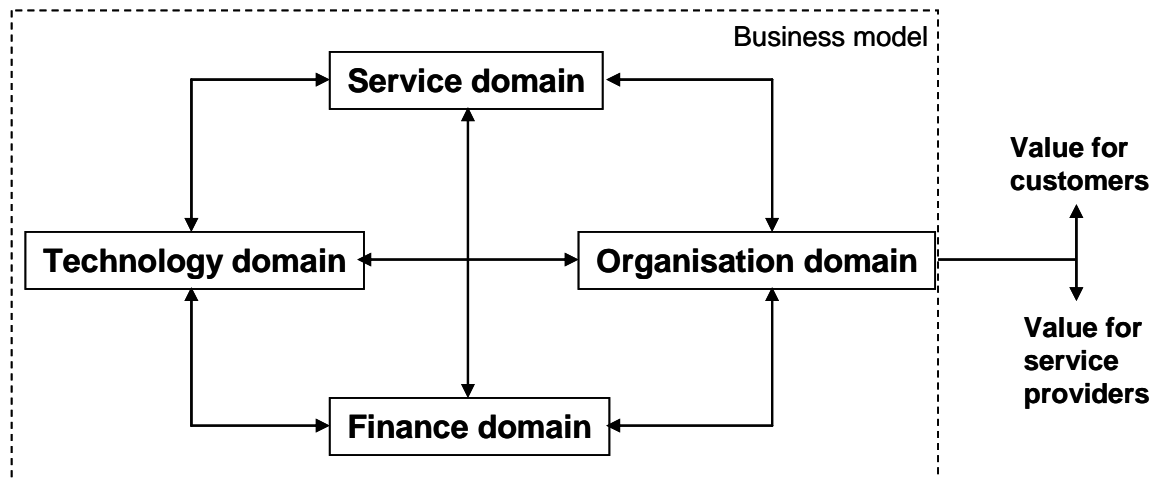 Business model
Service domain
Value for
customers
Technology domain
Organisation domain
Value for
service
providers
Finance domain